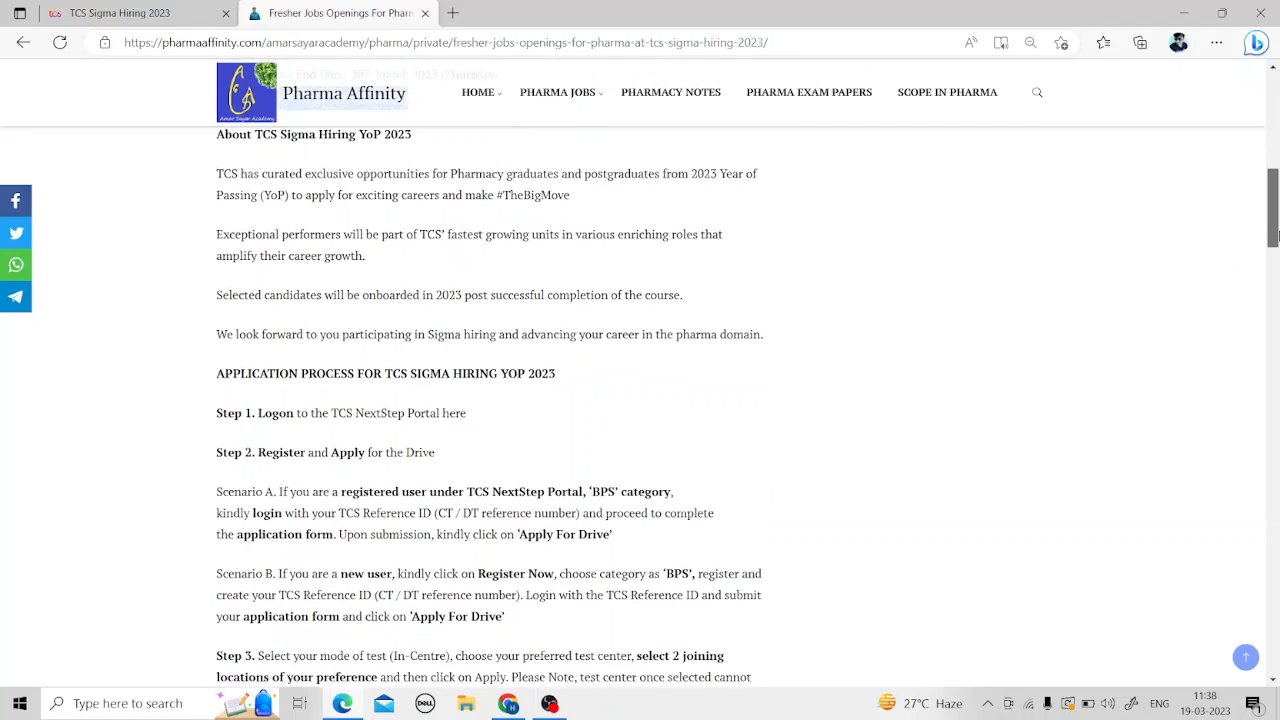 TCS Sigma Hiring
Fresher Jobs Openings For Phar
https://pharmaaffinity.com/amarsayaracademy/pharma/private/fresher-jobs-openings-for-pharma-at-tcs-sigma-hiring-2023/
End
March 2023 (Thursday)
Pharma Affinity
Amar Sayar Academy
HOME
PHARMA JOBS
PHARMACY NOTES
PHARMA EXAM PAPERS
SCOPE IN PHARMA
About TCS Sigma Hiring YoP 2023
TCS has curated exclusive opportunities for Pharmacy graduates and postgraduates from 2023 Year of
Passing (YoP) to apply for exciting careers and make #TheBigMove
Exceptional performers will be part of TCS’ fastest growing units in various enriching roles that
amplify their career growth.
Selected candidates will be onboarded in 2023 post successful completion of the course.
We look forward to you participating in Sigma hiring and advancing your career in the pharma domain.
APPLICATION PROCESS FOR TCS SIGMA HIRING YOP 2023
Step 1. Logon to the TCS NextStep Portal here
Step 2. Register and Apply for the Drive
Scenario A. If you are a registered user under TCS NextStep Portal, ‘BPS’ category,
kindly login with your TCS Reference ID (CT / DT reference number) and proceed to complete
the application form. Upon submission, kindly click on ‘Apply For Drive’
Scenario B. If you are a new user, kindly click on Register Now, choose category as ‘BPS’, register and
create your TCS Reference ID (CT / DT reference number). Login with the TCS Reference ID and submit
your application form and click on ‘Apply For Drive’
Step 3. Select your mode of test (In-Centre), choose your preferred test center, select 2 joining
locations of your preference and then click on Apply. Please Note, test center once selected cannot
Type here to search
DELL
27°C Haze
ENG
11:38
19-03-2023